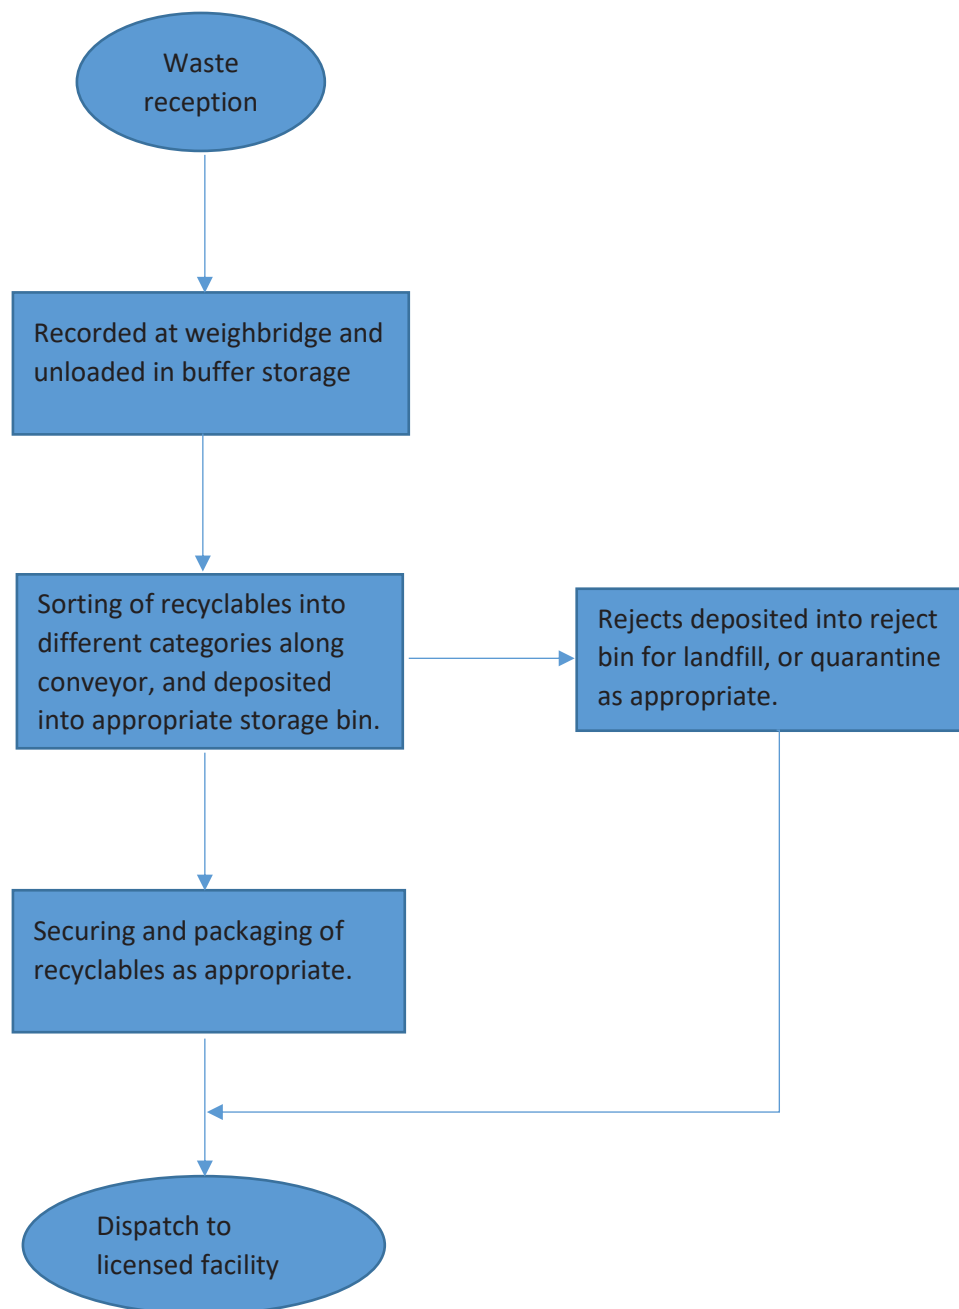 Waste
reception
Recorded at weighbridge and
unloaded in buffer storage
Sorting of recyclables into
different categories along
conveyor, and deposited
into appropriate storage bin.
Rejects deposited into reject
bin for landfill, or quarantine
as appropriate.
Securing and packaging of
recyclables as appropriate.
Dispatch to
licensed facility